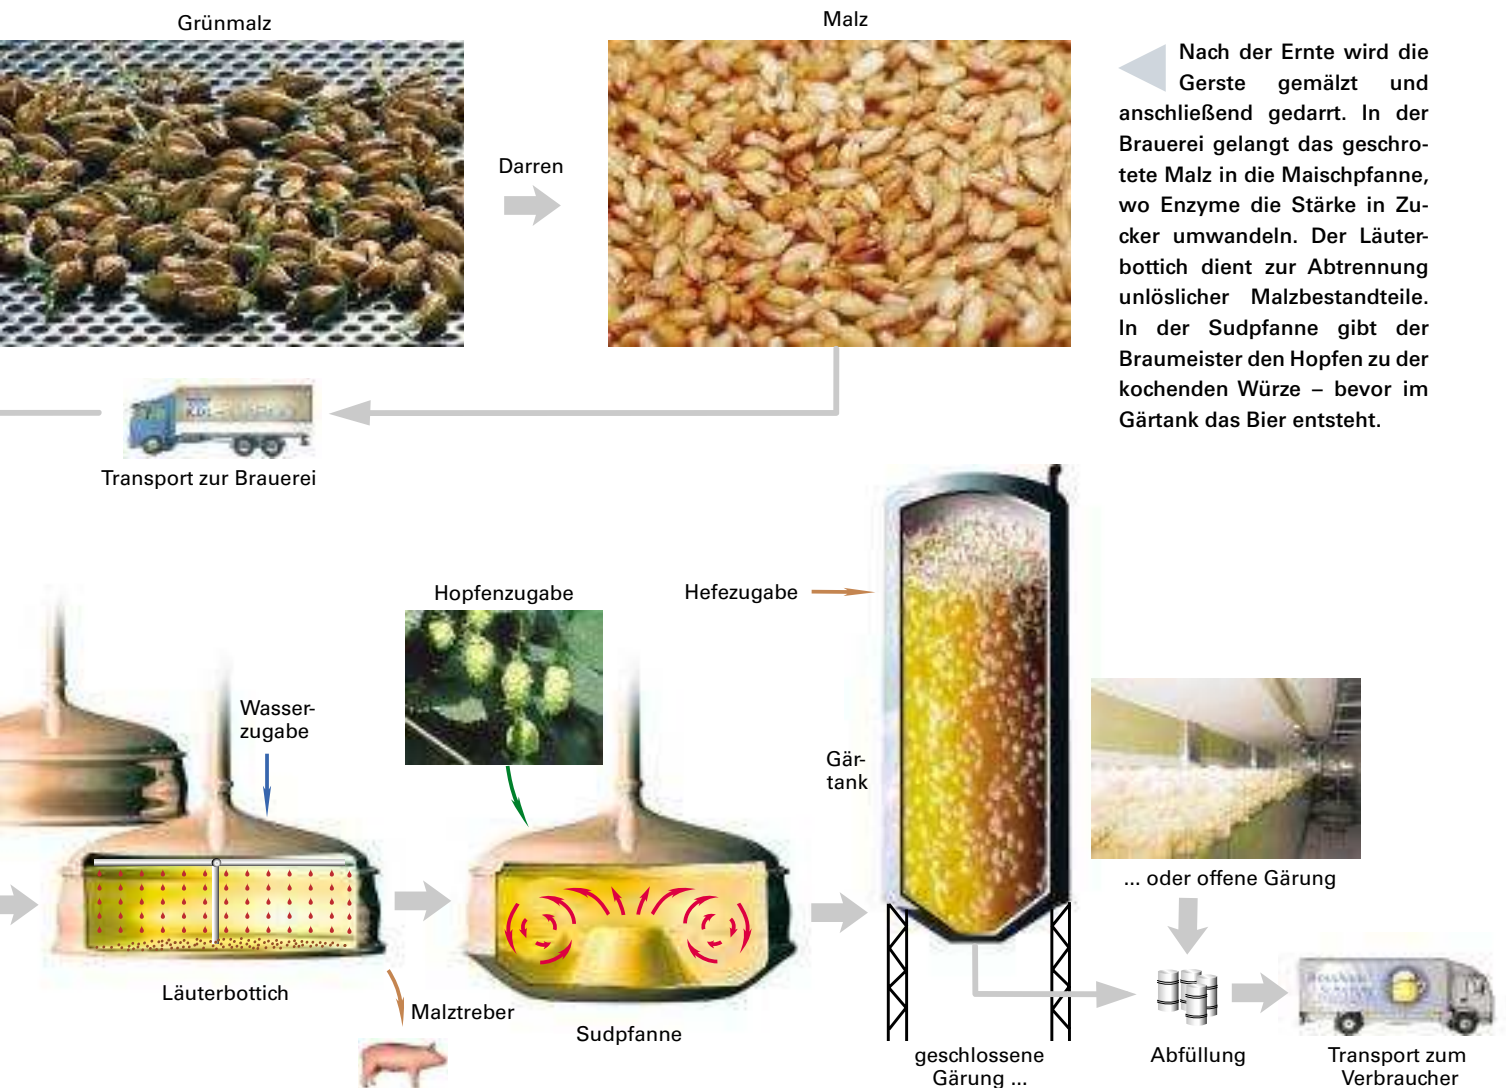 Grünmalz
Malz
Darren
Nach der Ernte wird die
Gerste gemälzt und
anschließend gedarrt. In der
Brauerei gelangt das geschro-
tete Malz in die Maischpfanne,
wo Enzyme die Stärke in Zu-
cker umwandeln. Der Läuter-
bottich dient zur Abtrennung
unlöslicher Malzbestandteile.
In der Sudpfanne gibt der
Braumeister den Hopfen zu der
kochenden Würze – bevor im
Gärtank das Bier entsteht.
Transport zur Brauerei
Hopfenzugabe
Hefezugabe
Wasser-
zugabe
Gär-
tank
... oder offene Gärung
Läuterbottich
Malztreber
Sudpfanne
geschlossene
Gärung ...
Abfüllung
Transport zum
Verbraucher